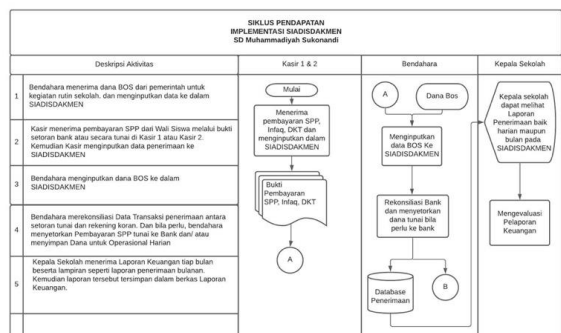 SIKLUS PENDAPATAN
IMPLEMENTASI SIADISDAKMEN
SD Muhammadiyah Sukonandi
Deskripsi Aktivitas
Kasir 1 & 2
Bendahara
Kepala Sekolah
1
Bendahara menerima dana BOS dari pemerintah untuk
kegiatan rutin sekolah. dan menginputkan data ke dalam
SIADISDAKMEN
2
Kasir menerima pembayaran SPP dari Wali Siswa melalui bukti
setoran bank atau secara tunai di Kasir 1 atau Kasir 2.
Kemudian Kasir menginputkan data penerimaan ke
SIADISDAKMEN
3
Bendahara menginputkan dana BOS ke dalam
SIADISDAKMEN
4
Bendahara merekonsiliasi Data Transaksi penerimaan antara
setoran tunai dan rekening koran. Dan bila perlu, bendahara
menyetorkan Pembayaran SPP tunai ke Bank dan/ atau
menyimpan Dana untuk Operasional Harian
5
Kepala Sekolah menerima Laporan Keuangan tiap bulan
beserta lampiran seperti laporan penerimaan bulanan.
Kemudian laporan tersebut tersimpan dalam berkas Laporan
Keuangan.
Mulai
Menerima
pembayaran SPP,
Infaq, DKT dan
menginputkan dalam
SIADISDAKMEN
Bukti
Pembayaran
SPP, Infaq, DKT
A
A
Dana Bos
Menginputkan
data BOS Ke
SIADISDAKMEN
Rekonsiliasi Bank
dan menyetorkan
dana tunai bila
perlu ke bank
Database
Penerimaan
B
Kepala sekolah
dapat melihat
Laporan
Penerimaan baik
harian maupun
bulan pada
SIADISDAKMEN
Mengevaluasi
Pelaporan
Keuangan